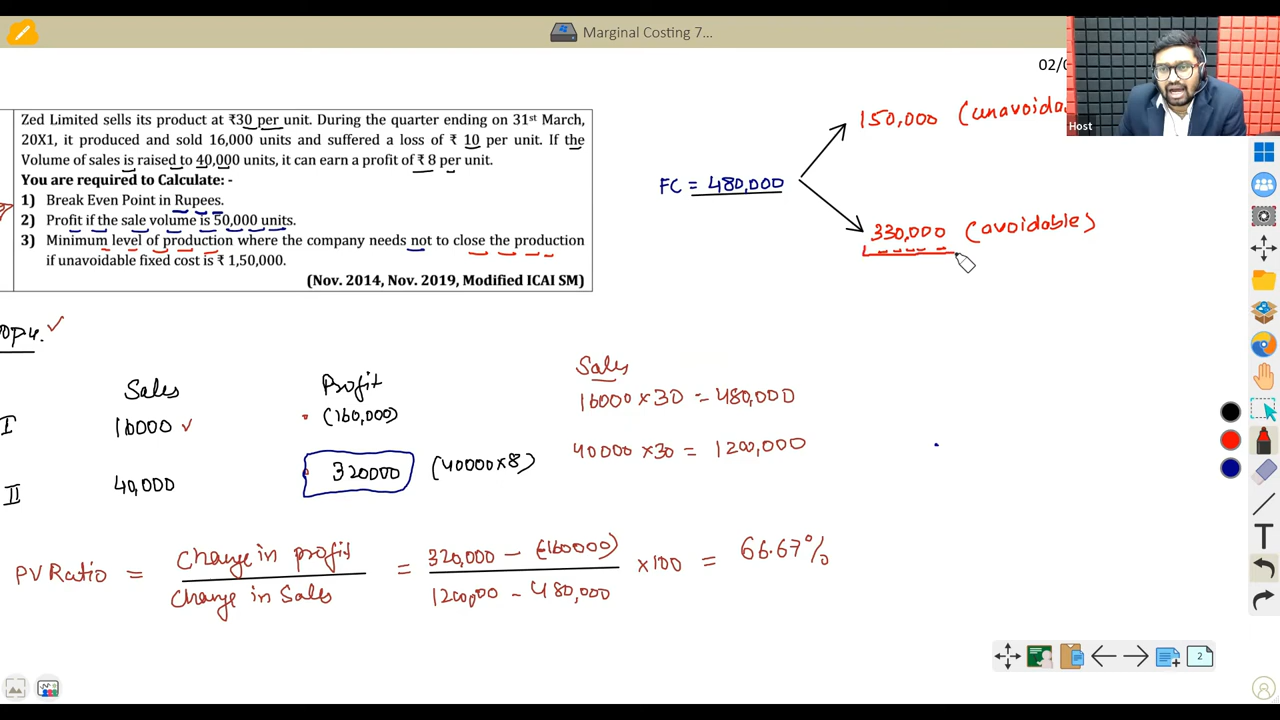 Marginal Costing 7...
02/0
Host
Zed Limited sells its product at ₹30 per unit. During the quarter ending on 31st March,
20X1, it produced and sold 16,000 units and suffered a loss of ₹ 10 per unit. If the
Volume of sales is raised to 40,000 units, it can earn a profit of ₹ 8 per unit.
You are required to Calculate: -
1) Break Even Point in Rupees.
2) Profit if the sale volume is 50,000 units.
3) Minimum level of production where the company needs not to close the production
if unavoidable fixed cost is ₹ 1,50,000.
(Nov. 2014, Nov. 2019, Modified ICAI SM)
150,000 (unavoida
FC = 480,000
330,000 (avoidable)
Sales Profit
I 16000 ✓ (160,000)
II 40,000 320000 (40000×8)
Sales
16000 × 30 = 480,000
40000 × 30 = 1200,000
PV Ratio = Change in profit / Change in Sales = 320,000 - (-160000) / 1200,00 - 480,000 × 100 = 66.67%
T
2